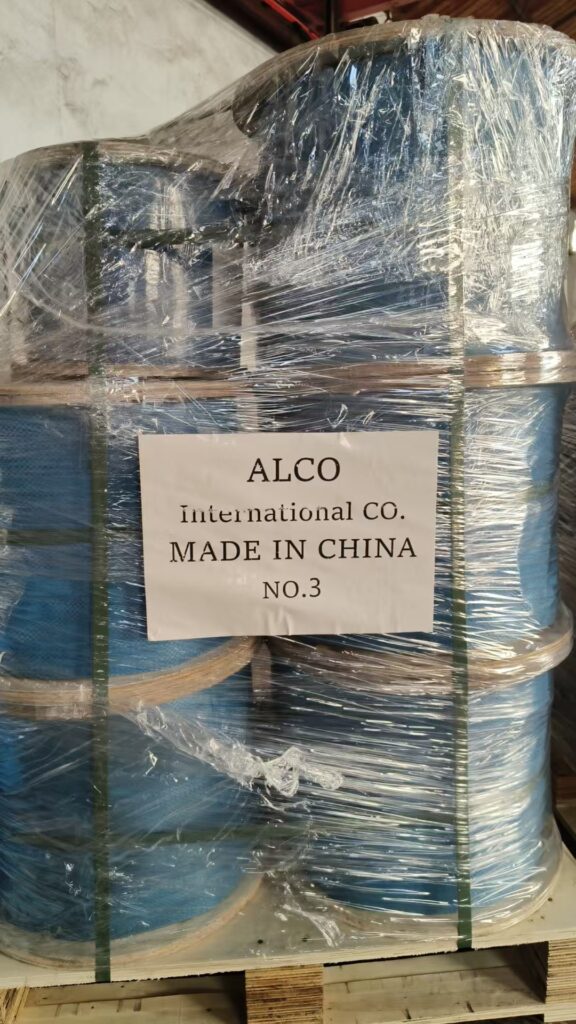 ALCO
International CO.
MADE IN CHINA
NO.3